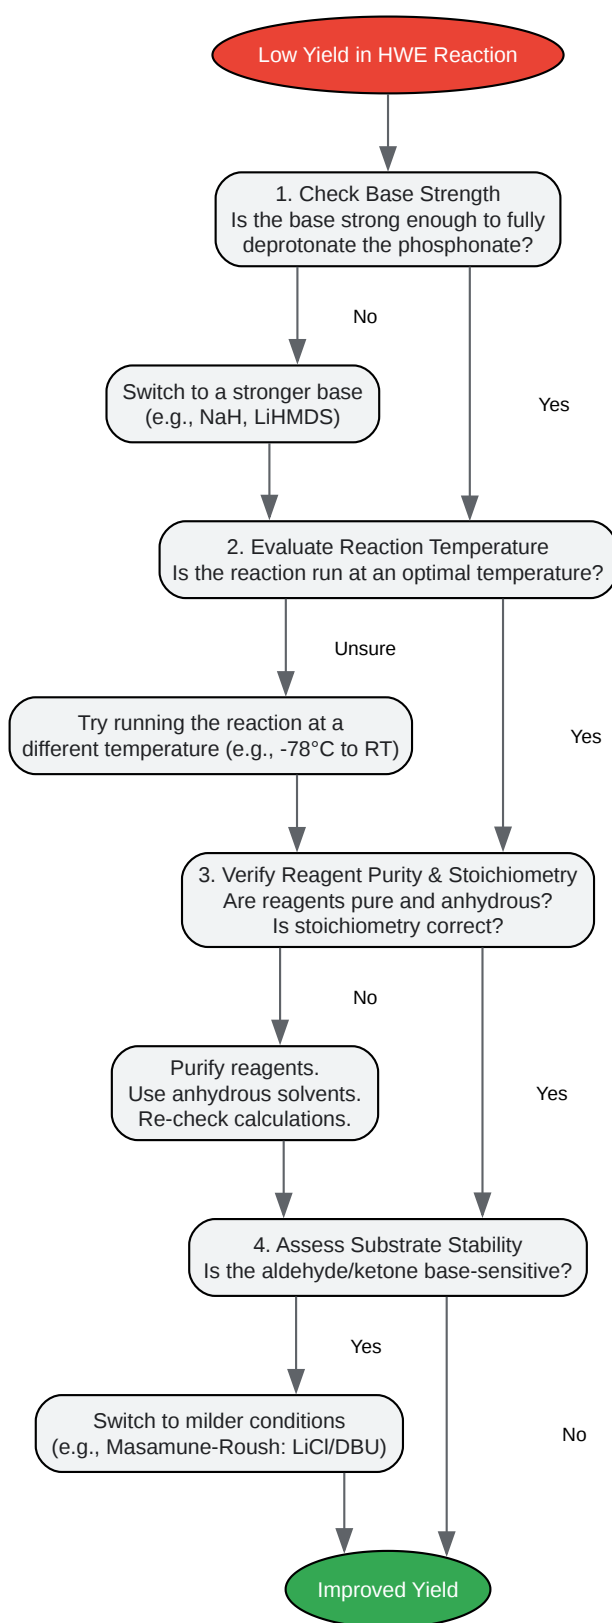 Low Yield in HWE Reaction
1. Check Base Strength
Is the base strong enough to fully
deprotonate the phosphonate?
No
Switch to a stronger base
(e.g., NaH, LiHMDS)
Yes
2. Evaluate Reaction Temperature
Is the reaction run at an optimal temperature?
Unsure
Try running the reaction at a
different temperature (e.g., -78°C to RT)
Yes
3. Verify Reagent Purity & Stoichiometry
Are reagents pure and anhydrous?
Is stoichiometry correct?
No
Purify reagents.
Use anhydrous solvents.
Re-check calculations.
Yes
4. Assess Substrate Stability
Is the aldehyde/ketone base-sensitive?
Yes
Switch to milder conditions
(e.g., Masamune-Roush: LiCl/DBU)
No
Improved Yield